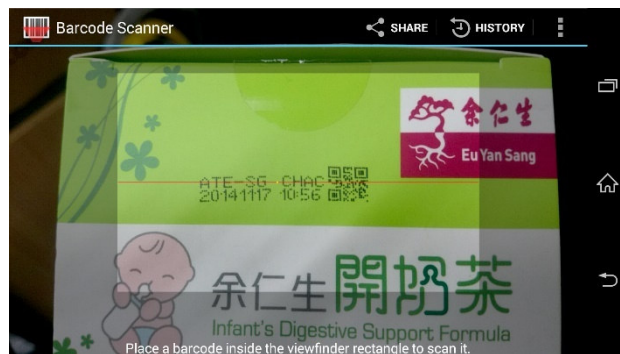 Barcode Scanner SHARE HISTORY
余仁生
Eu Yan Sang
ATE-SG CHAC
20141117 10:56
余仁生開奶茶
Infant's Digestive Support Formula
Place a barcode inside the viewfinder rectangle to scan it.